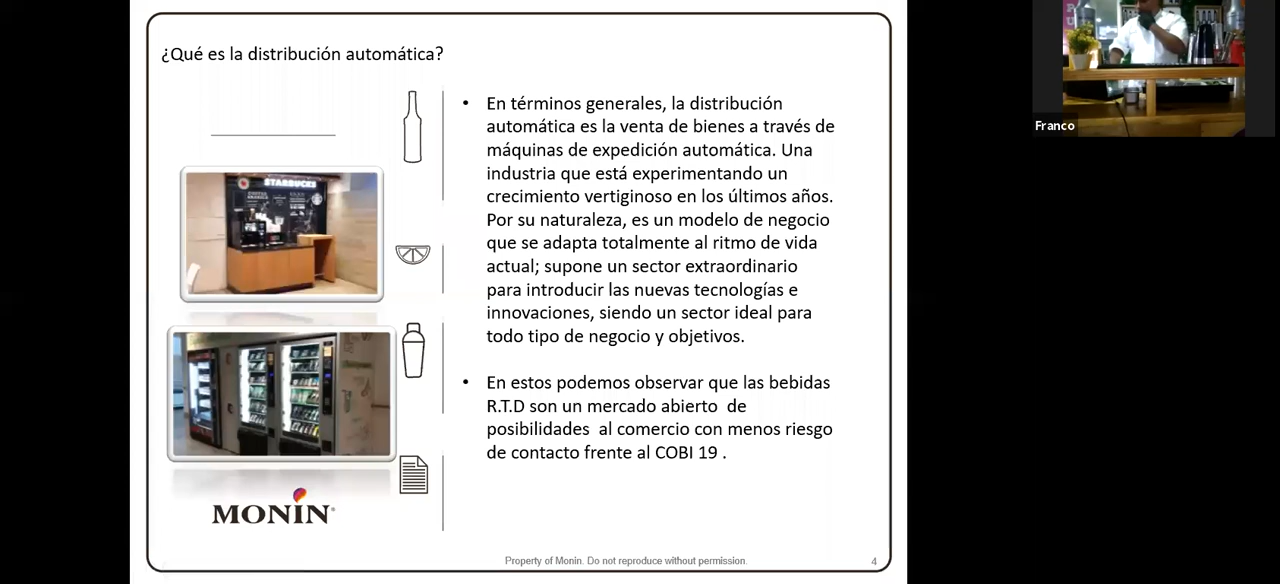 ¿Qué es la distribución automática?
STARBUCKS
• En términos generales, la distribución
automática es la venta de bienes a través de
máquinas de expedición automática. Una
industria que está experimentando un
crecimiento vertiginoso en los últimos años.
Por su naturaleza, es un modelo de negocio
que se adapta totalmente al ritmo de vida
actual; supone un sector extraordinario
para introducir las nuevas tecnologías e
innovaciones, siendo un sector ideal para
todo tipo de negocio y objetivos.
• En estos podemos observar que las bebidas
R.T.D son un mercado abierto  de
posibilidades  al comercio con menos riesgo
de contacto frente al COBI 19 .
MONIN®
Property of Monin. Do not reproduce without permission.
4
Franco